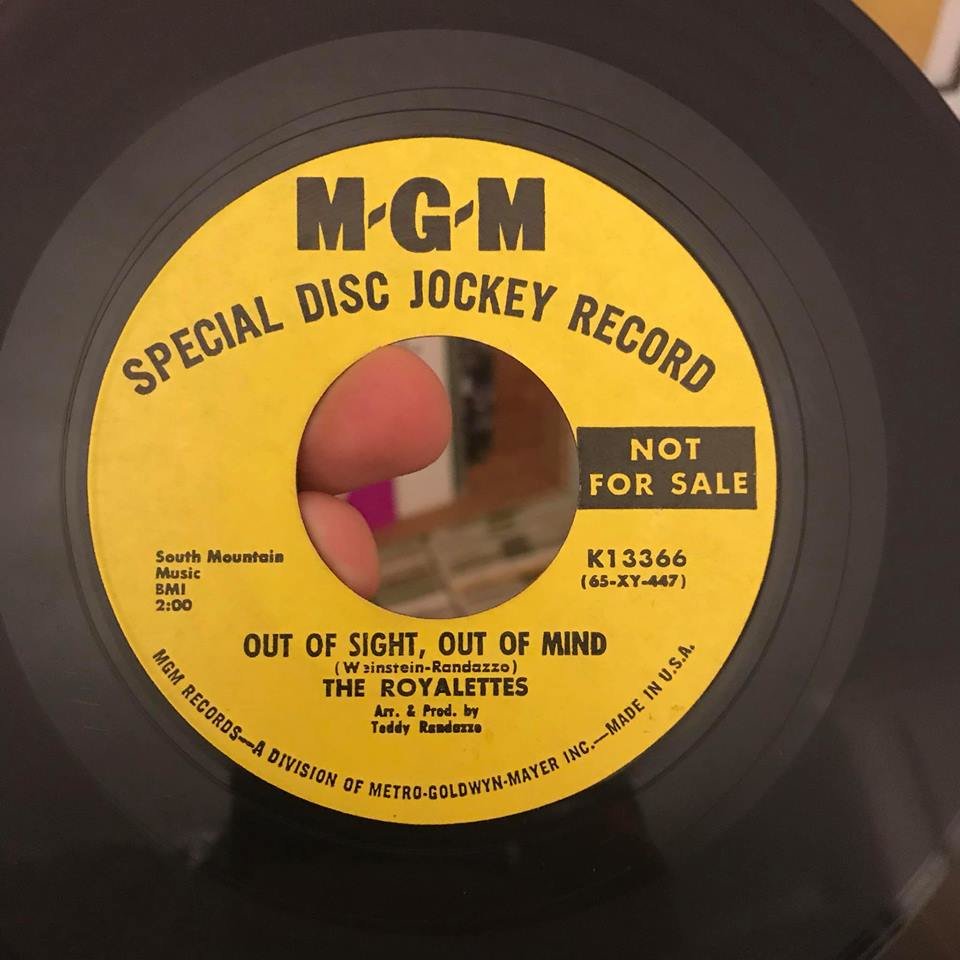 M-G-M
SPECIAL DISC JOCKEY RECORD
NOT
FOR SALE
South Mountain
Music
BMI
2:00
K13366
(65-XY-447)
OUT OF SIGHT, OUT OF MIND
(Weinstein-Randazzo)
THE ROYALETTES
Arr. & Prod. by
Teddy Randazzo
MGM RECORDS—A DIVISION OF METRO-GOLDWYN-MAYER INC.—MADE IN U.S.A.